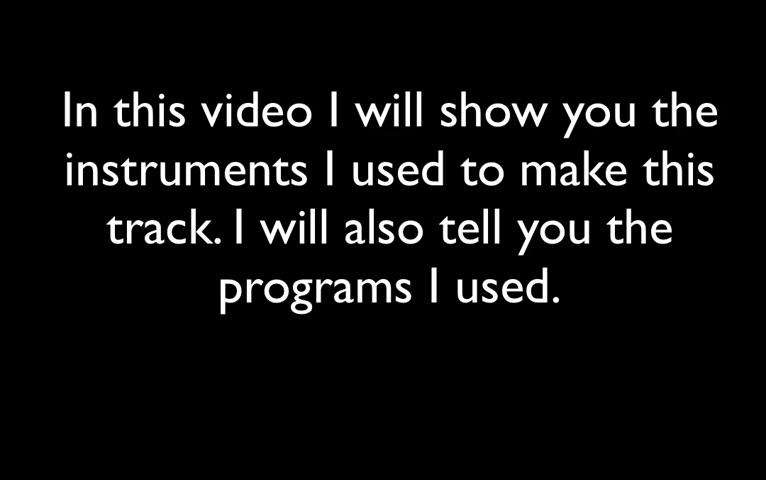 In this video I will show you the
instruments I used to make this
track. I will also tell you the
programs I used.